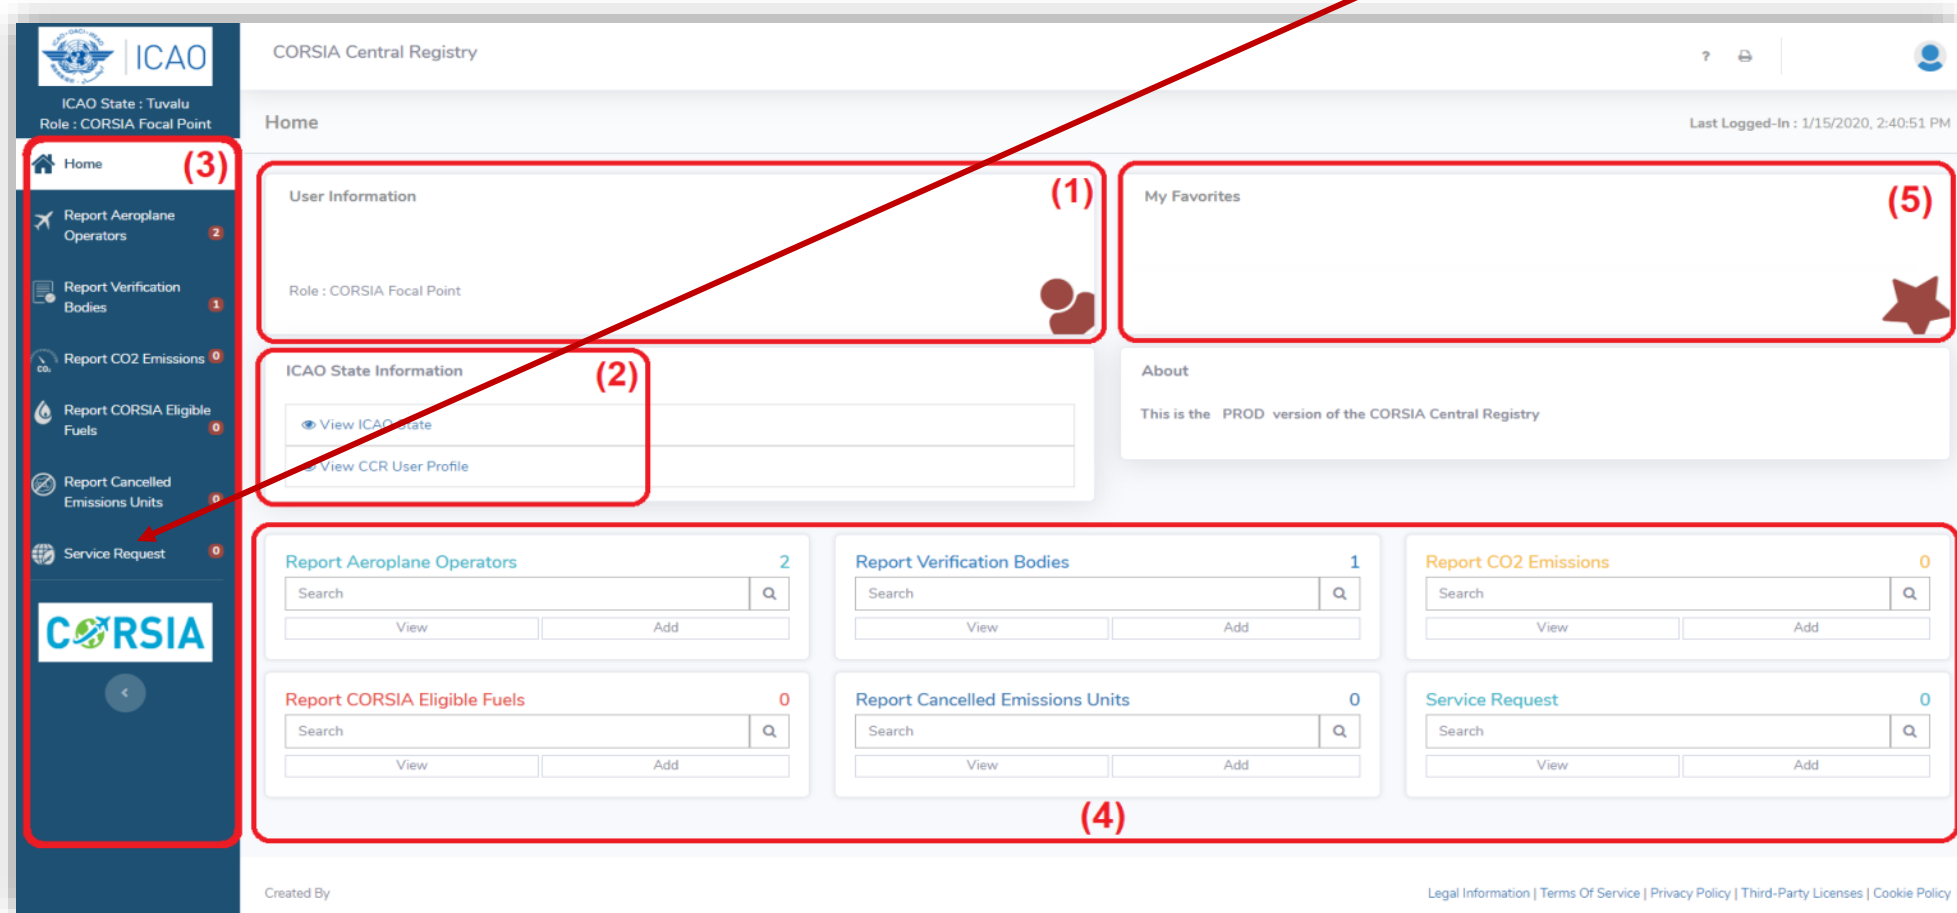 ICAO
CORSIA Central Registry
?
ICAO State : Tuvalu
Role : CORSIA Focal Point
Home
Last Logged-In : 1/15/2020, 2:40:51 PM
Home
(3)
Report Aeroplane
Operators 2
Report Verification
Bodies 1
Report CO2 Emissions 0
CO₂
Report CORSIA Eligible
Fuels 0
Report Cancelled
Emissions Units 0
Service Request 0
CORSIA
User Information
(1)
Role : CORSIA Focal Point
My Favorites
(5)
ICAO State Information
(2)
View ICAO State
View CCR User Profile
About
This is the PROD version of the CORSIA Central Registry
Report Aeroplane Operators 2
Search
View Add
Report Verification Bodies 1
Search
View Add
Report CO2 Emissions 0
Search
View Add
Report CORSIA Eligible Fuels 0
Search
View Add
Report Cancelled Emissions Units 0
Search
View Add
Service Request 0
Search
View Add
(4)
Created By
Legal Information | Terms Of Service | Privacy Policy | Third-Party Licenses | Cookie Policy